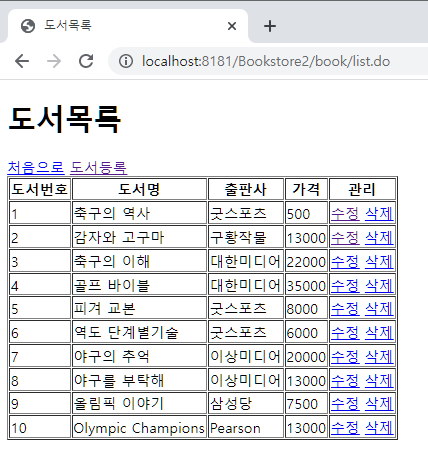 도서목록
localhost:8181/Bookstore2/book/list.do
도서목록
처음으로 도서등록
도서번호 도서명 출판사 가격 관리
1 축구의 역사 굿스포츠 500 수정 삭제
2 감자와 고구마 구황작물 13000 수정 삭제
3 축구의 이해 대한미디어 22000 수정 삭제
4 골프 바이블 대한미디어 35000 수정 삭제
5 피겨 교본 굿스포츠 8000 수정 삭제
6 역도 단계별기술 굿스포츠 6000 수정 삭제
7 야구의 추억 이상미디어 20000 수정 삭제
8 야구를 부탁해 이상미디어 13000 수정 삭제
9 올림픽 이야기 삼성당 7500 수정 삭제
10 Olympic Champions Pearson 13000 수정 삭제